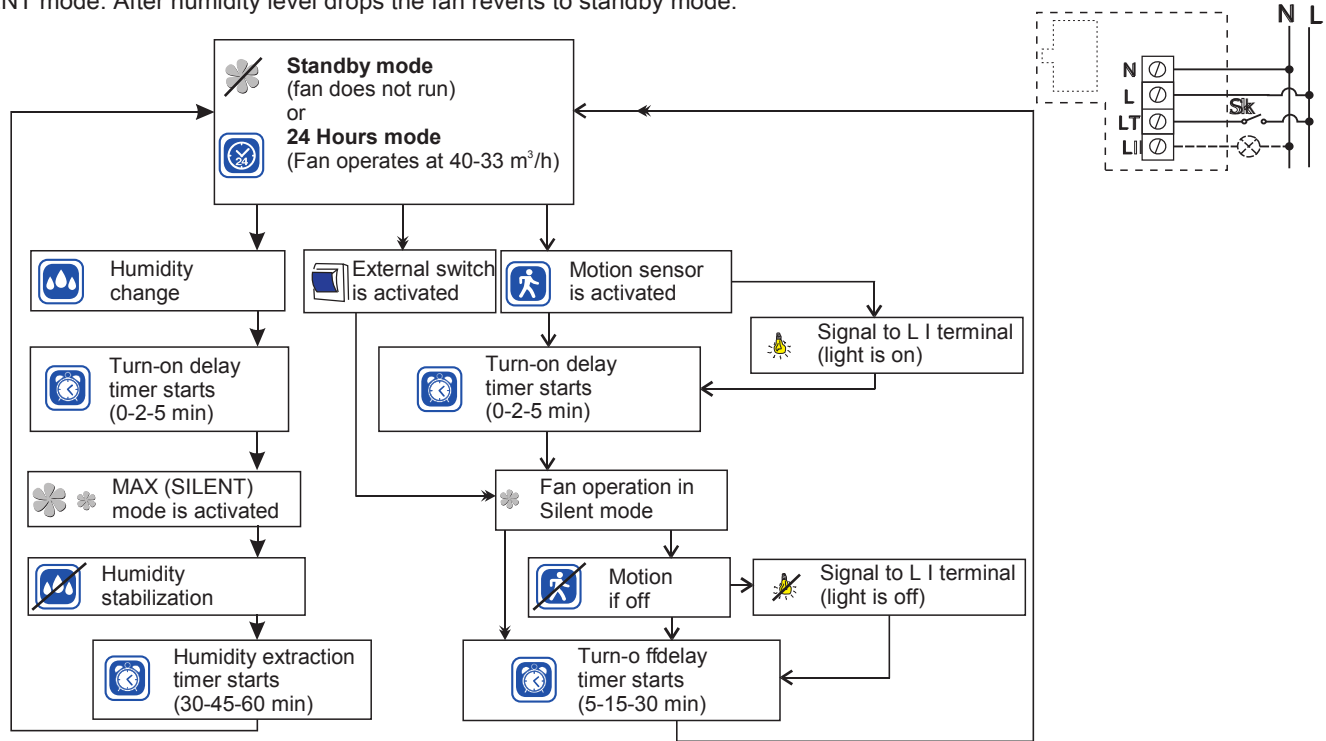 NT mode. After humidity level drops the fan reverts to standby mode.
Standby mode
(fan does not run)
or
24 Hours mode
(Fan operates at 40-33 m³/h)
24
N L
N
L
Sk
LT
LII
Humidity
change
External switch
is activated
Motion sensor
is activated
Signal to L I terminal
(light is on)
Turn-on delay
timer starts
(0-2-5 min)
Turn-on delay
timer starts
(0-2-5 min)
MAX (SILENT)
mode is activated
Fan operation in
Silent mode
Humidity
stabilization
Motion
if off
Signal to L I terminal
(light is off)
Humidity extraction
timer starts
(30-45-60 min)
Turn-o ffdelay
timer starts
(5-15-30 min)